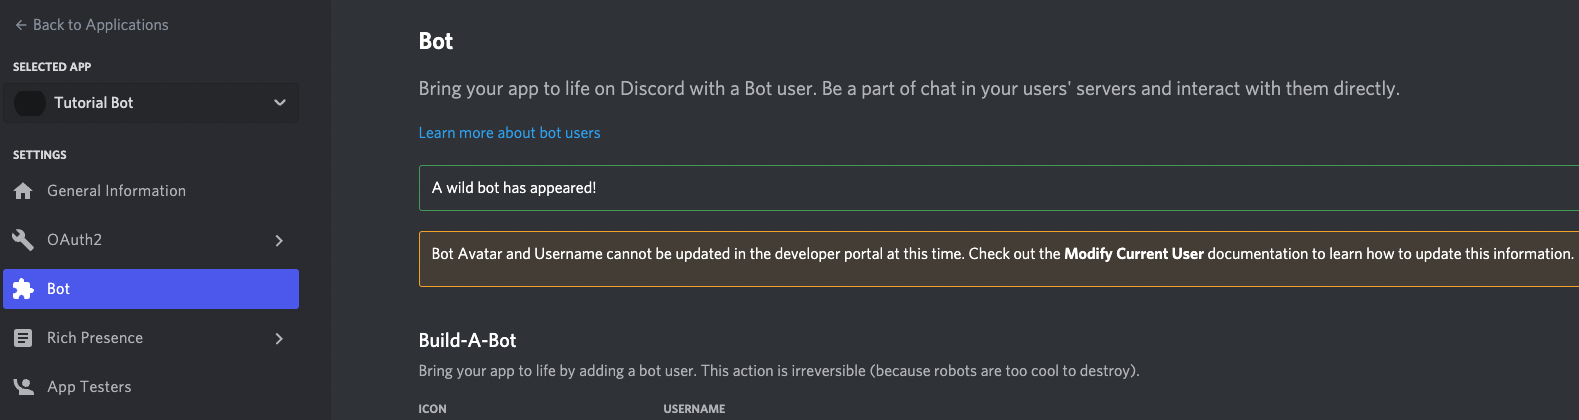 Back to Applications
SELECTED APP
Tutorial Bot
SETTINGS
General Information
OAuth2
Bot
Rich Presence
App Testers
Bot
Bring your app to life on Discord with a Bot user. Be a part of chat in your users' servers and interact with them directly.
Learn more about bot users
A wild bot has appeared!
Bot Avatar and Username cannot be updated in the developer portal at this time. Check out the Modify Current User documentation to learn how to update this information.
Build-A-Bot
Bring your app to life by adding a bot user. This action is irreversible (because robots are too cool to destroy).
ICON USERNAME